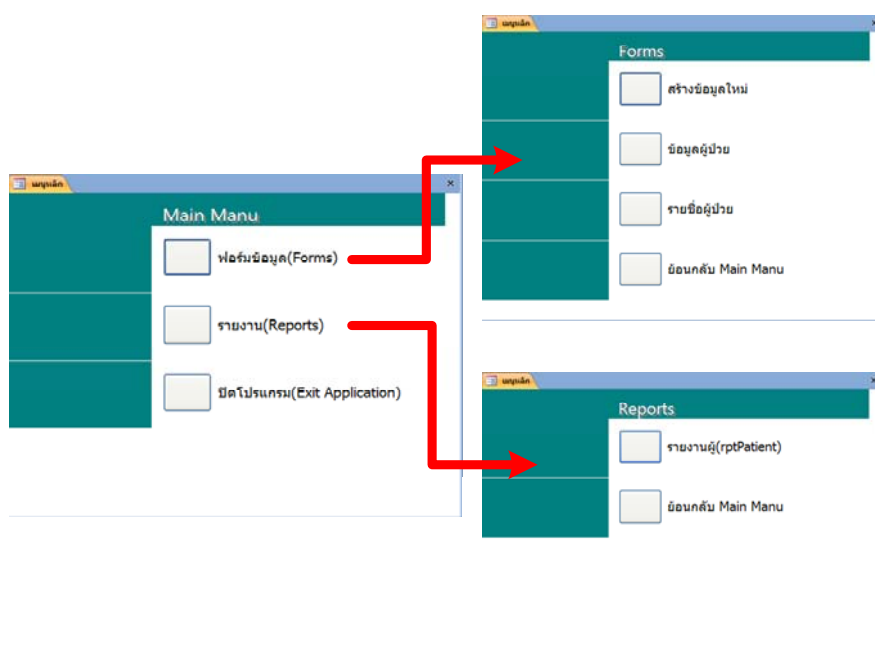 เมนูหลัก
Main Manu
ฟอร์มข้อมูล(Forms)
รายงาน(Reports)
ปิดโปรแกรม(Exit Application)
เมนูหลัก
Forms
สร้างข้อมูลใหม่
ข้อมูลผู้ป่วย
รายชื่อผู้ป่วย
ย้อนกลับ Main Manu
เมนูหลัก
Reports
รายงานผู้(rptPatient)
ย้อนกลับ Main Manu